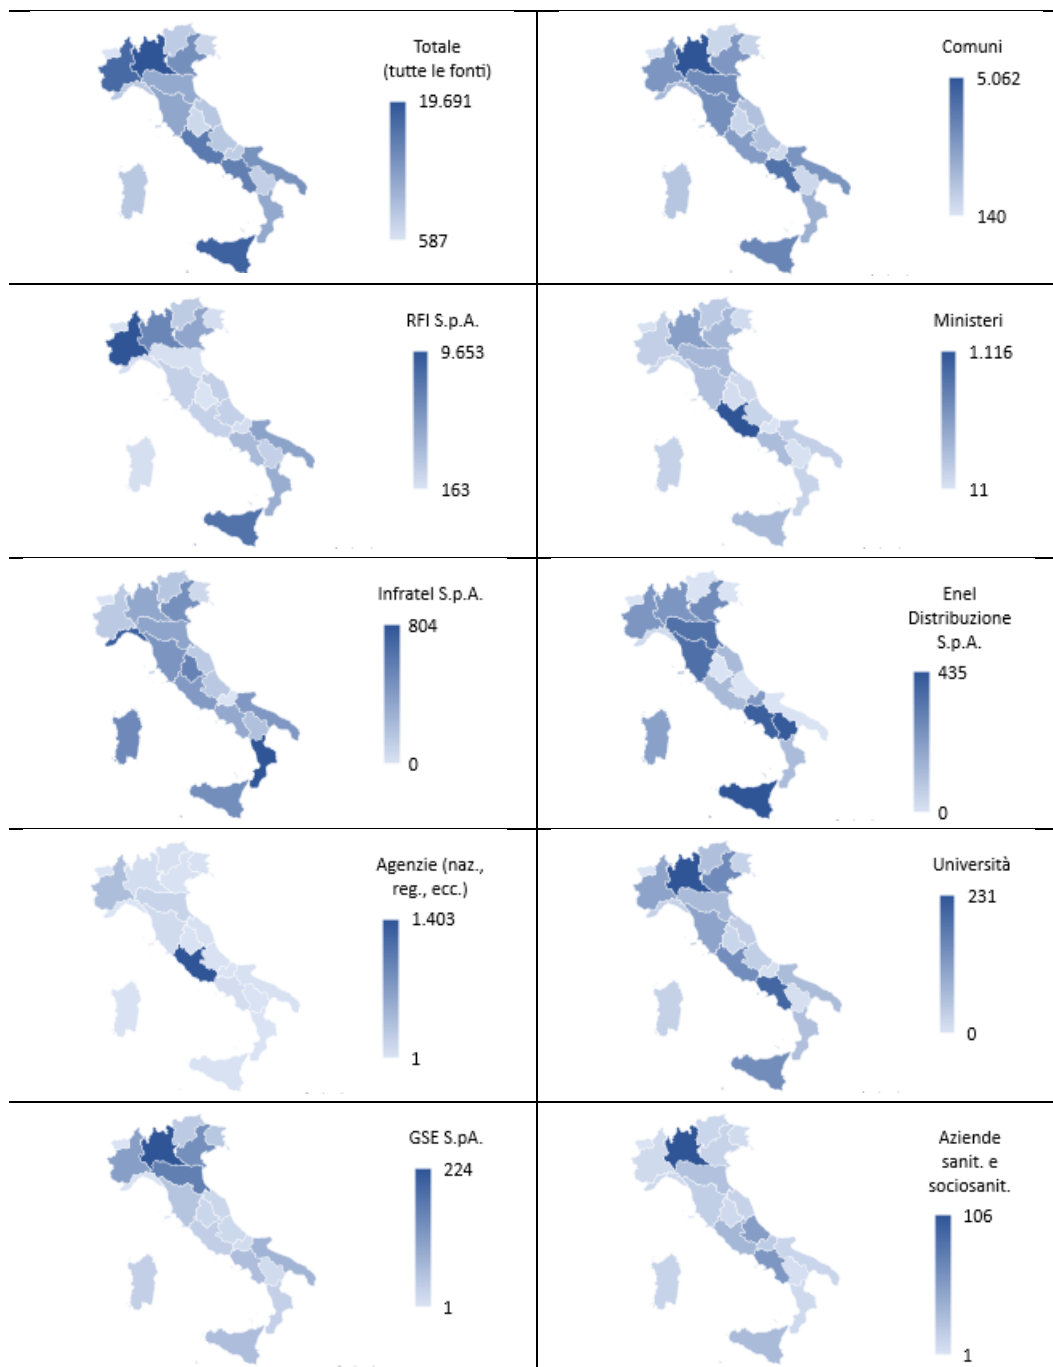 Totale
(tutte le fonti)
19.691
587
Comuni
5.062
140
RFI S.p.A.
9.653
163
Ministeri
1.116
11
Infratel S.p.A.
804
0
Enel
Distribuzione
S.p.A.
435
0
Agenzie (naz.,
reg., ecc.)
1.403
1
Università
231
0
GSE S.pA.
224
1
Aziende
sanit. e
sociosanit.
106
1